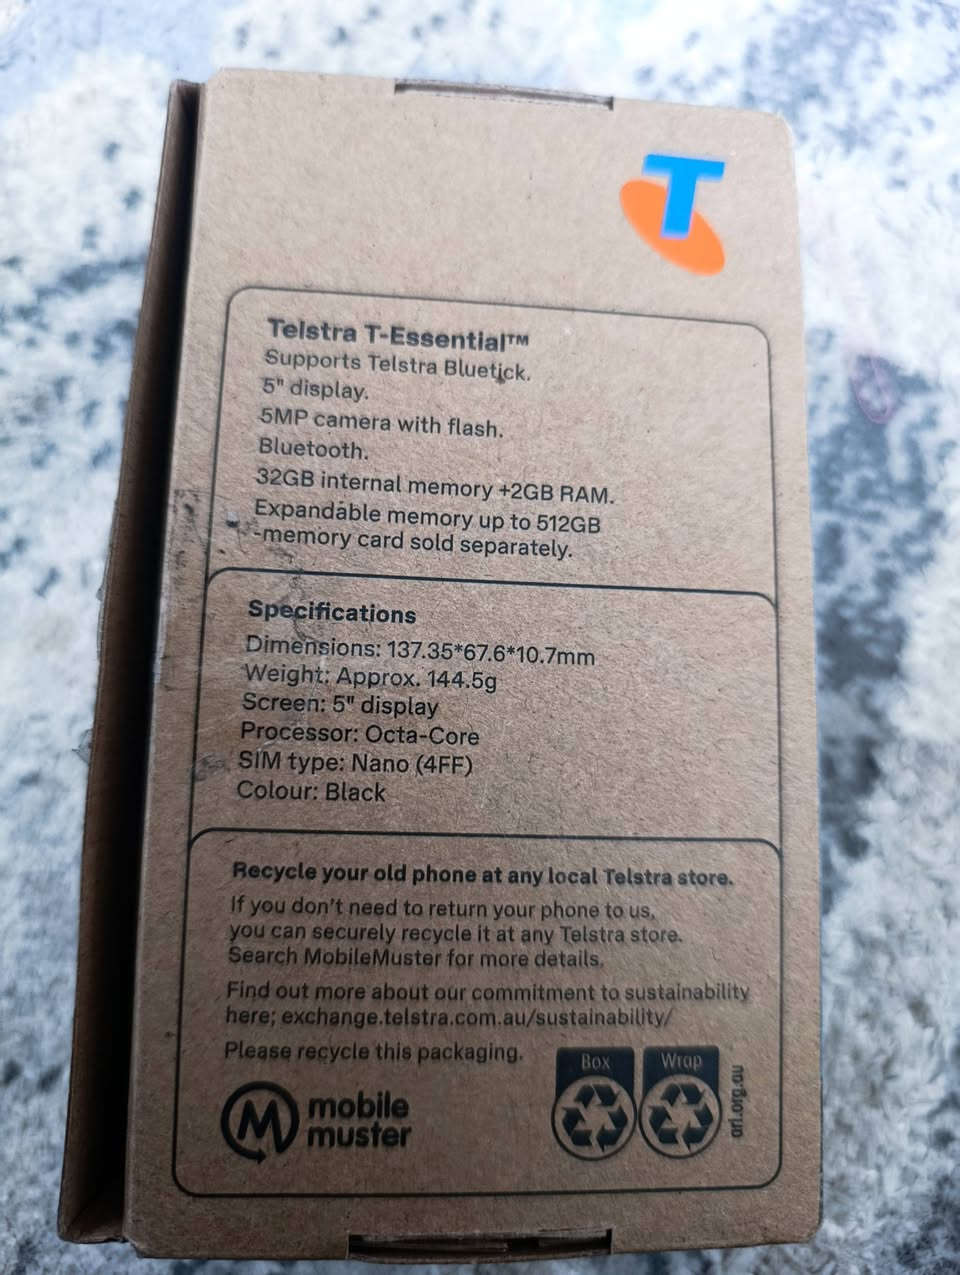 T
Telstra T-Essential™
Supports Telstra Bluetick.
5" display.
5MP camera with flash.
Bluetooth.
32GB internal memory +2GB RAM.
Expandable memory up to 512GB
-memory card sold separately.
Specifications
Dimensions: 137.35*67.6*10.7mm
Weight: Approx. 144.5g
Screen: 5" display
Processor: Octa-Core
SIM type: Nano (4FF)
Colour: Black
Recycle your old phone at any local Telstra store.
If you don't need to return your phone to us,
you can securely recycle it at any Telstra store.
Search MobileMuster for more details.
Find out more about our commitment to sustainability
here; exchange.telstra.com.au/sustainability/
Please recycle this packaging.
Box
Wrap
arl.org.au
M
mobile
muster